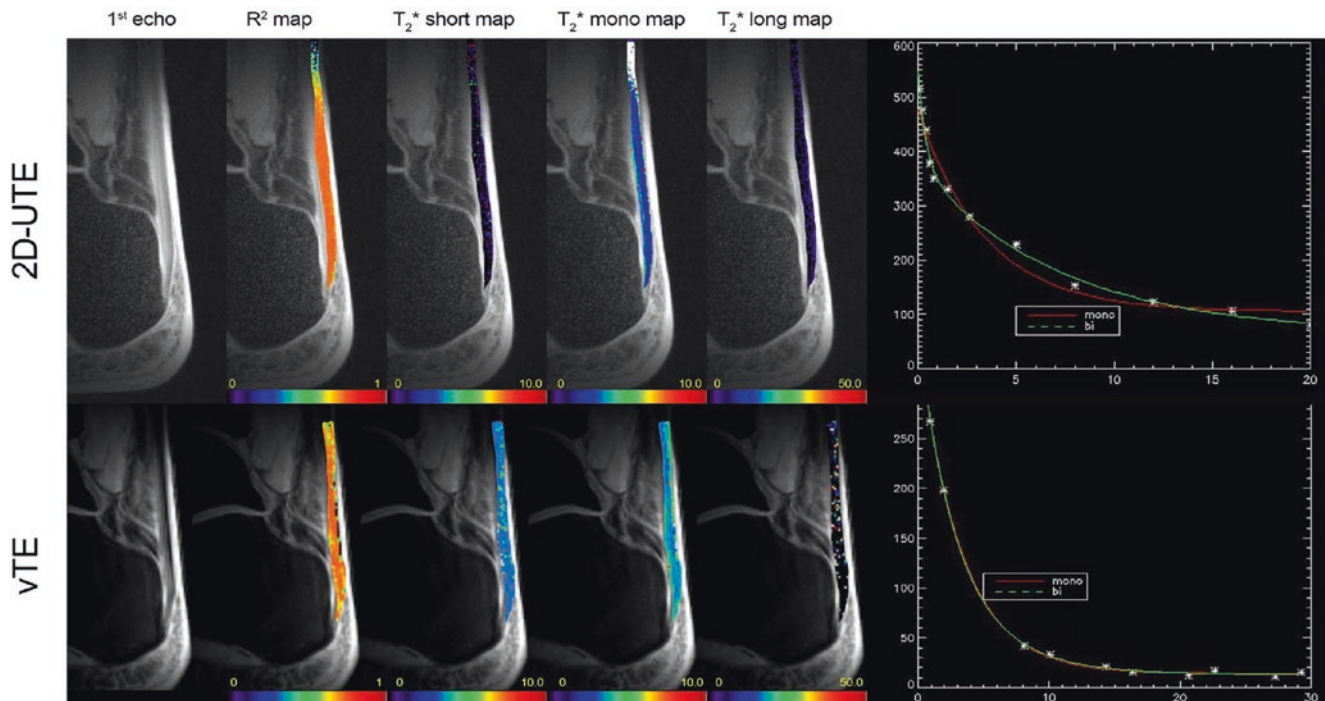 1st echo R² map T₂* short map T₂* mono map T₂* long map
2D-UTE
0 1 0 10.0 0 10.0 0 50.0
600
500
400
300
200
100
0
mono
bi
0 5 10 15 20
vTE
0 1 0 10.0 0 10.0 0 50.0
250
200
150
100
50
0
mono
bi
0 10 20 30